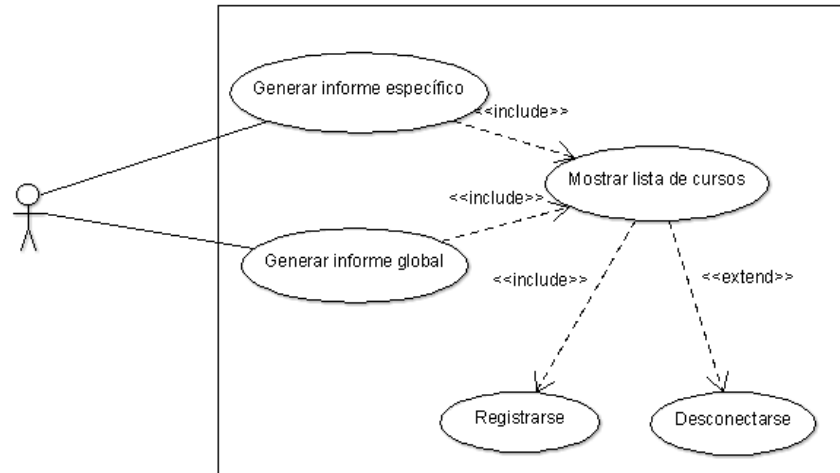 Generar informe específico
<<include>>
Mostrar lista de cursos
<<include>>
Generar informe global
<<include>>
<<extend>>
Registrarse
Desconectarse